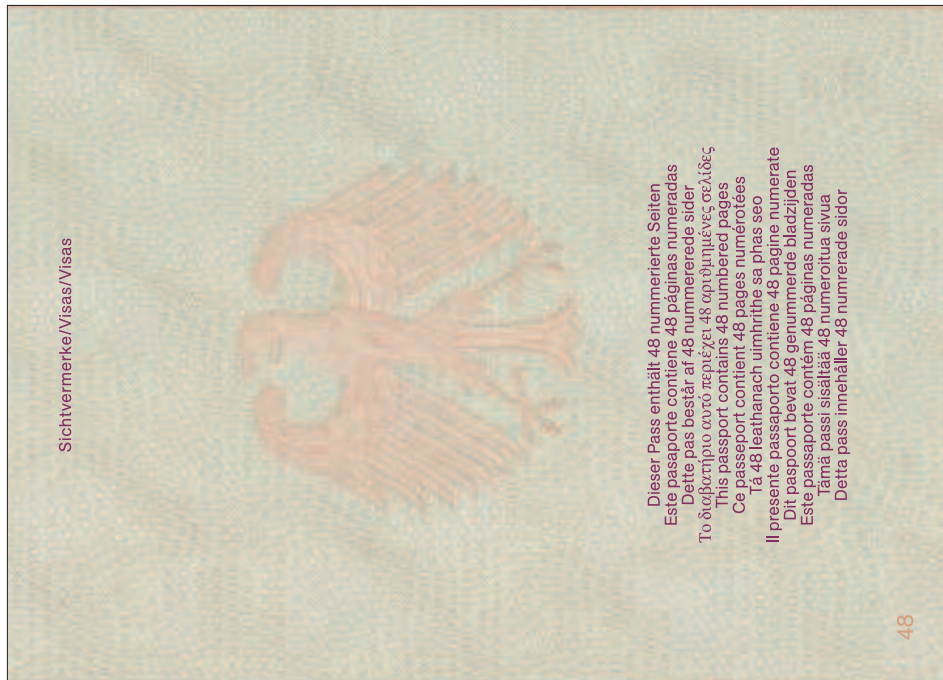 Sichtvermerke/Visas/Visas
Dieser Pass enthält 48 nummerierte Seiten
Este pasaporte contiene 48 páginas numeradas
Dette pas består af 48 nummererede sider
Το διαβατήριο αυτό περιέχει 48 αριθμημένες σελίδες
This passport contains 48 numbered pages
Ce passeport contient 48 pages numérotées
Tá 48 leathanach uimhrithe sa phas seo
Il presente passaporto contiene 48 pagine numerate
Dit paspoort bevat 48 genummerde bladzijden
Este passaporte contém 48 páginas numeradas
Tämä passi sisältää 48 numeroitua sivua
Detta pass innehåller 48 numrerade sidor
48